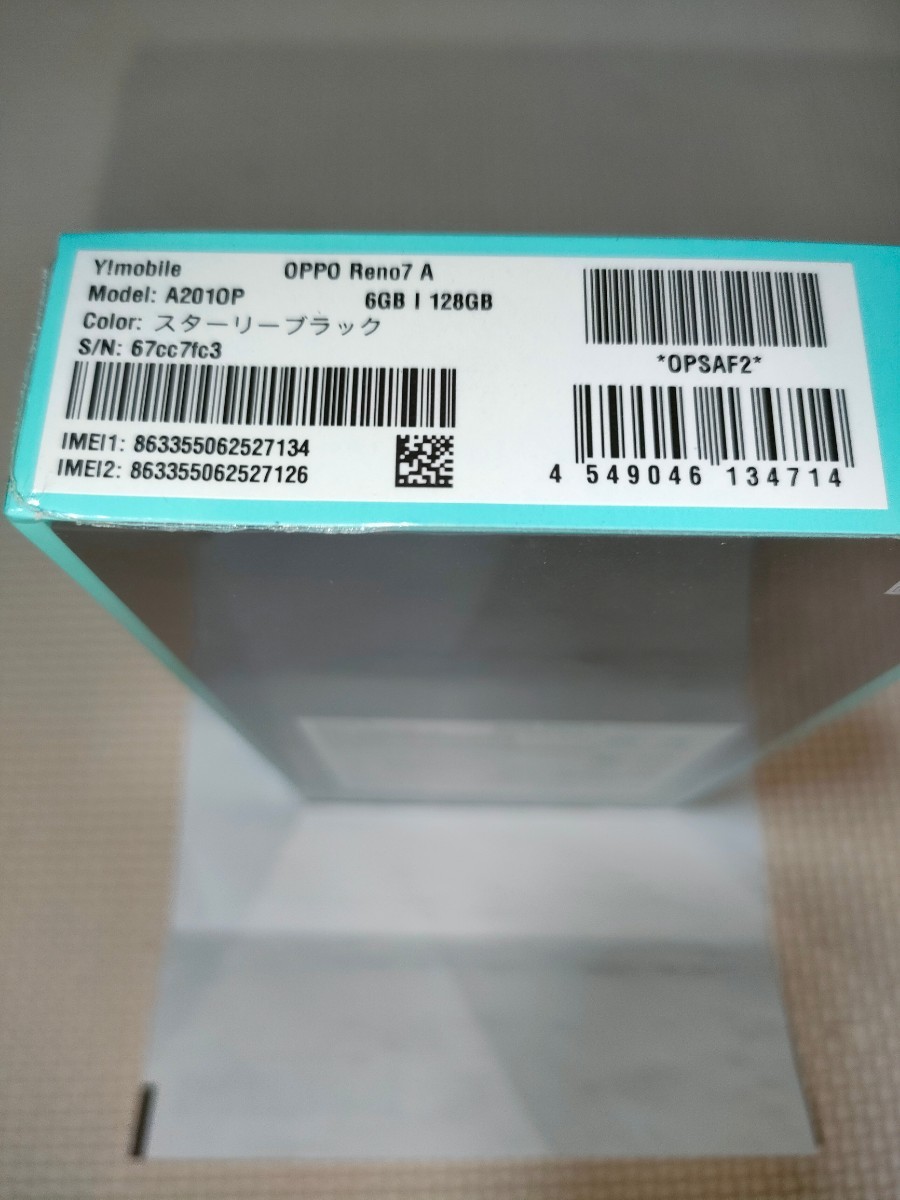 Y!mobile OPPO Reno7 A
Model: A201OP 6GB | 128GB
Color: スターリーブラック
S/N: 67cc7fc3
IMEI1: 863355062527134
IMEI2: 863355062527126
*OPSAF2*
4 549046 134714